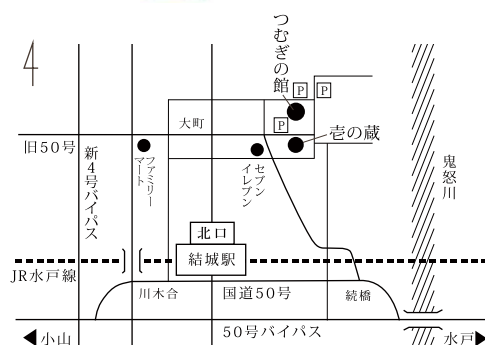 4
つむぎの館
P
P
P
大町
壱の蔵
旧50号
新4号バイパス
ファミリー
マート
セブン
イレブン
鬼怒川
北口
結城駅
JR水戸線
川木合
国道50号
続橋
50号バイパス
小山
水戸